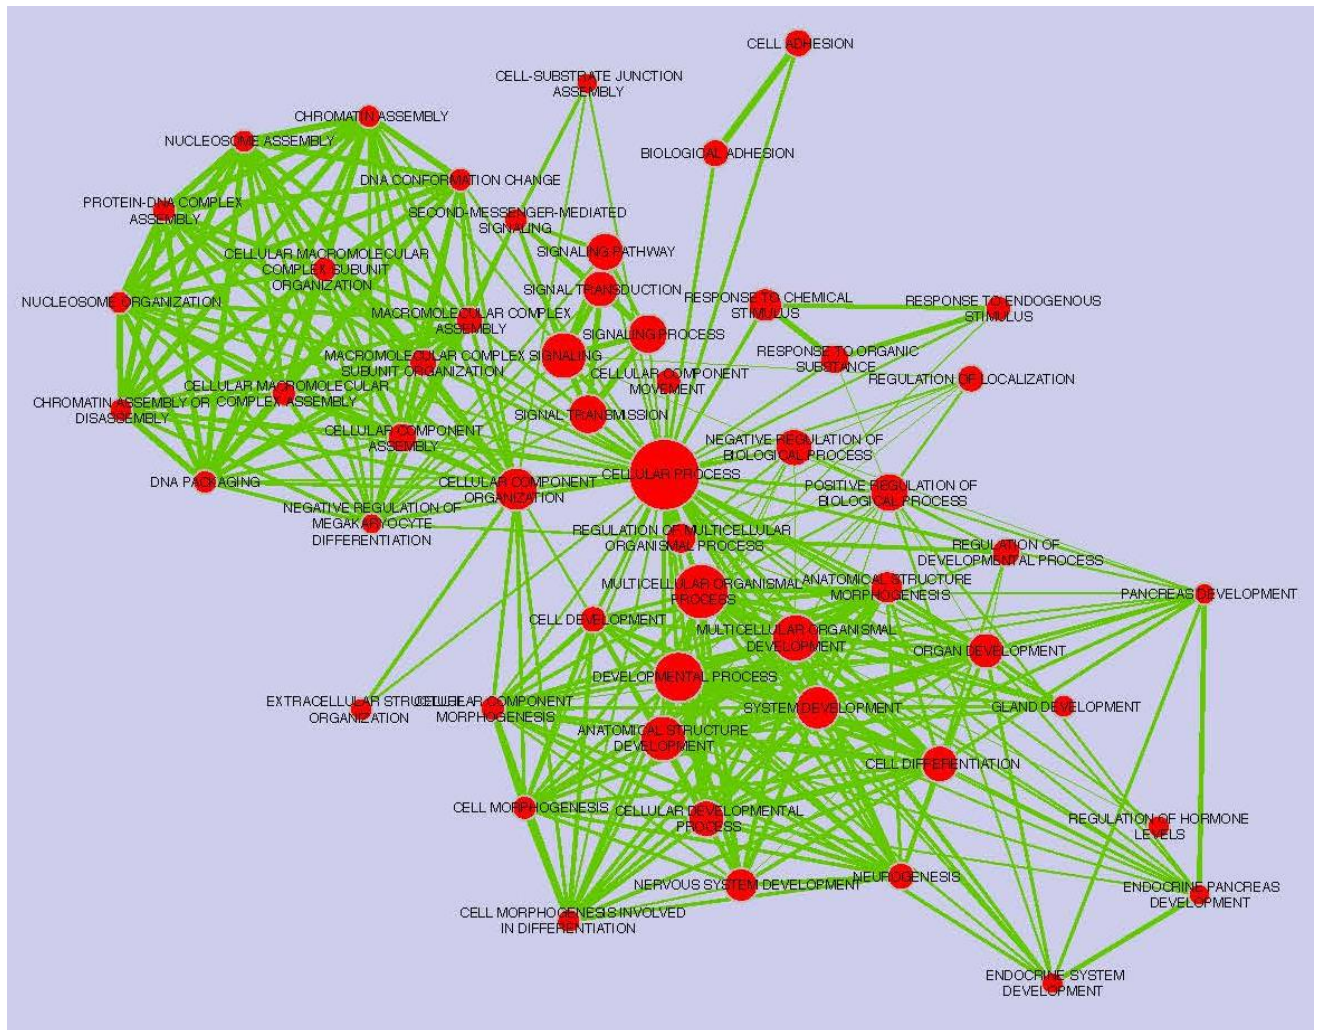 CELL ADHESION
CELL-SUBSTRATE JUNCTION
ASSEMBLY
CHROMATIN ASSEMBLY
NUCLEOSOME ASSEMBLY
BIOLOGICAL ADHESION
DNA CONFORMATION CHANGE
PROTEIN-DNA COMPLEX
ASSEMBLY
SECOND-MESSENGER-MEDIATED
SIGNALING
SIGNALING PATHWAY
CELLULAR MACROMOLECULAR
COMPLEX SUBUNIT
ORGANIZATION
SIGNAL TRANSDUCTION
RESPONSE TO CHEMICAL
STIMULUS
RESPONSE TO ENDOGENOUS
STIMULUS
NUCLEOSOME ORGANIZATION
MACROMOLECULAR COMPLEX
ASSEMBLY
SIGNALING PROCESS
MACROMOLECULAR COMPLEX
SUBUNIT ORGANIZATION
SIGNALING
RESPONSE TO ORGANIC
SUBSTANCE
CELLULAR COMPONENT
MOVEMENT
REGULATION OF LOCALIZATION
CELLULAR MACROMOLECULAR
COMPLEX ASSEMBLY
CHROMATIN ASSEMBLY OR
DISASSEMBLY
SIGNAL TRANSMISSION
CELLULAR COMPONENT
ASSEMBLY
NEGATIVE REGULATION OF
BIOLOGICAL PROCESS
CELLULAR PROCESS
DNA PACKAGING
CELLULAR COMPONENT
ORGANIZATION
POSITIVE REGULATION OF
BIOLOGICAL PROCESS
NEGATIVE REGULATION OF
MEGAKARYOCYTE
DIFFERENTIATION
REGULATION OF MULTICELLULAR
ORGANISMAL PROCESS
REGULATION OF
DEVELOPMENTAL PROCESS
MULTICELLULAR ORGANISMAL
PROCESS
ANATOMICAL STRUCTURE
MORPHOGENESIS
PANCREAS DEVELOPMENT
CELL DEVELOPMENT
MULTICELLULAR ORGANISMAL
DEVELOPMENT
ORGAN DEVELOPMENT
DEVELOPMENTAL PROCESS
EXTRACELLULAR STRUCTURE
ORGANIZATION
CELLULAR COMPONENT
MORPHOGENESIS
SYSTEM DEVELOPMENT
GLAND DEVELOPMENT
ANATOMICAL STRUCTURE
DEVELOPMENT
CELL DIFFERENTIATION
CELL MORPHOGENESIS
CELLULAR DEVELOPMENTAL
PROCESS
REGULATION OF HORMONE
LEVELS
NERVOUS SYSTEM DEVELOPMENT
NEUROGENESIS
ENDOCRINE PANCREAS
DEVELOPMENT
CELL MORPHOGENESIS INVOLVED
IN DIFFERENTIATION
ENDOCRINE SYSTEM
DEVELOPMENT